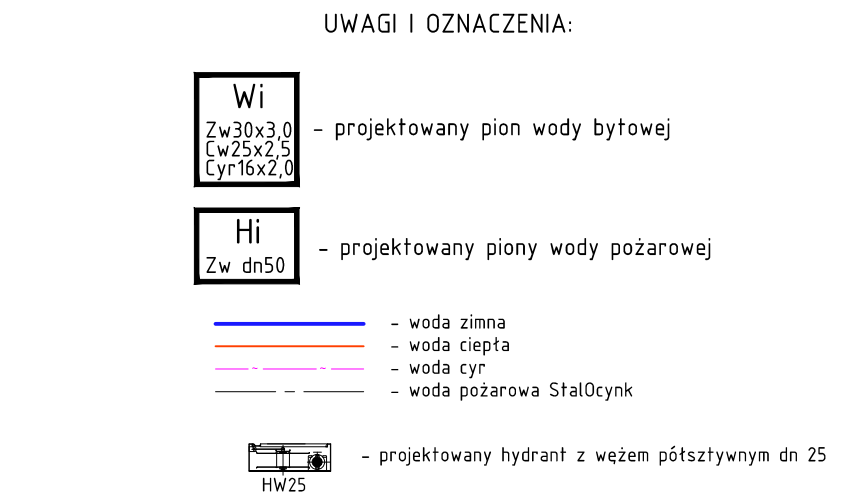 UWAGI I OZNACZENIA:
Wi
Zw30x3,0
Cw25x2,5
Cyr16x2,0
- projektowany pion wody bytowej
Hi
Zw dn50
- projektowany piony wody pożarowej
- woda zimna
- woda ciepła
- woda cyr
- woda pożarowa StalOcynk
HW25
- projektowany hydrant z wężem półsztywnym dn 25